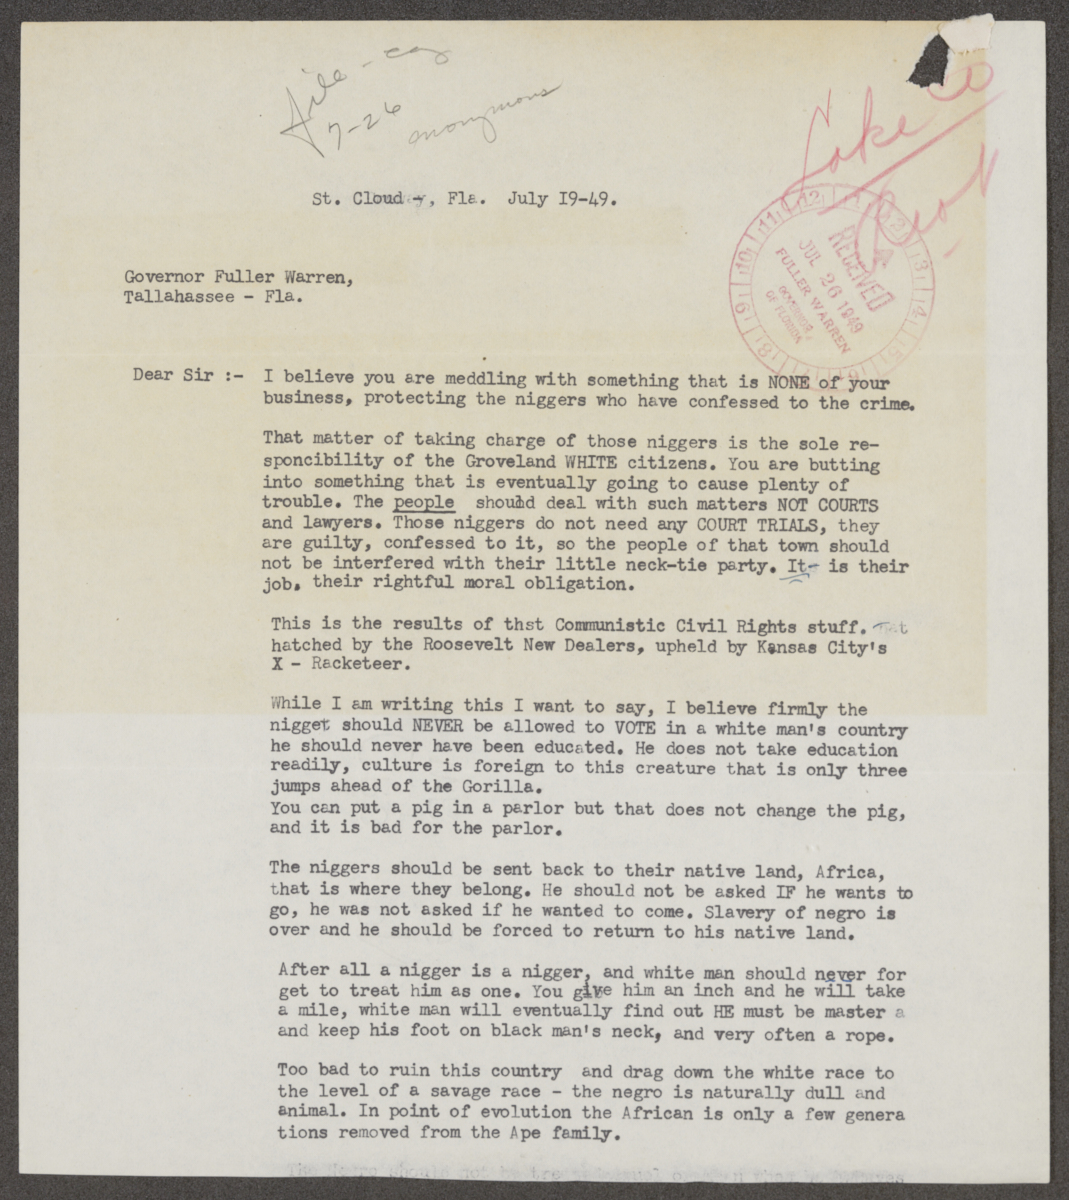 file - 
7-26
anonymous
Lake Co
Riot
St. Cloud , Fla. July I9-49.
RECEIVED
JUL 26 1949
FULLER WARREN
GOVERNOR
OF FLORIDA
Governor Fuller Warren,
Tallahassee - Fla.
Dear Sir :- I believe you are meddling with something that is NONE of your
business, protecting the niggers who have confessed to the crime.
That matter of taking charge of those niggers is the sole re-
sponcibility of the Groveland WHITE citizens. You are butting
into something that is eventually going to cause plenty of
trouble. The people should deal with such matters NOT COURTS
and lawyers. Those niggers do not need any COURT TRIALS, they
are guilty, confessed to it, so the people of that town should
not be interfered with their little neck-tie party. It is their
job, their rightful moral obligation.
This is the results of thst Communistic Civil Rights stuff.
hatched by the Roosevelt New Dealers, upheld by Kansas City's
X - Racketeer.
While I am writing this I want to say, I believe firmly the
nigget should NEVER be allowed to VOTE in a white man's country
he should never have been educated. He does not take education
readily, culture is foreign to this creature that is only three
jumps ahead of the Gorilla.
You can put a pig in a parlor but that does not change the pig,
and it is bad for the parlor.
The niggers should be sent back to their native land, Africa,
that is where they belong. He should not be asked IF he wants to
go, he was not asked if he wanted to come. Slavery of negro is
over and he should be forced to return to his native land.
After all a nigger is a nigger, and white man should never for
get to treat him as one. You give him an inch and he will take
a mile, white man will eventually find out HE must be master a
and keep his foot on black man's neck, and very often a rope.
Too bad to ruin this country and drag down the white race to
the level of a savage race - the negro is naturally dull and
animal. In point of evolution the African is only a few genera
tions removed from the Ape family.